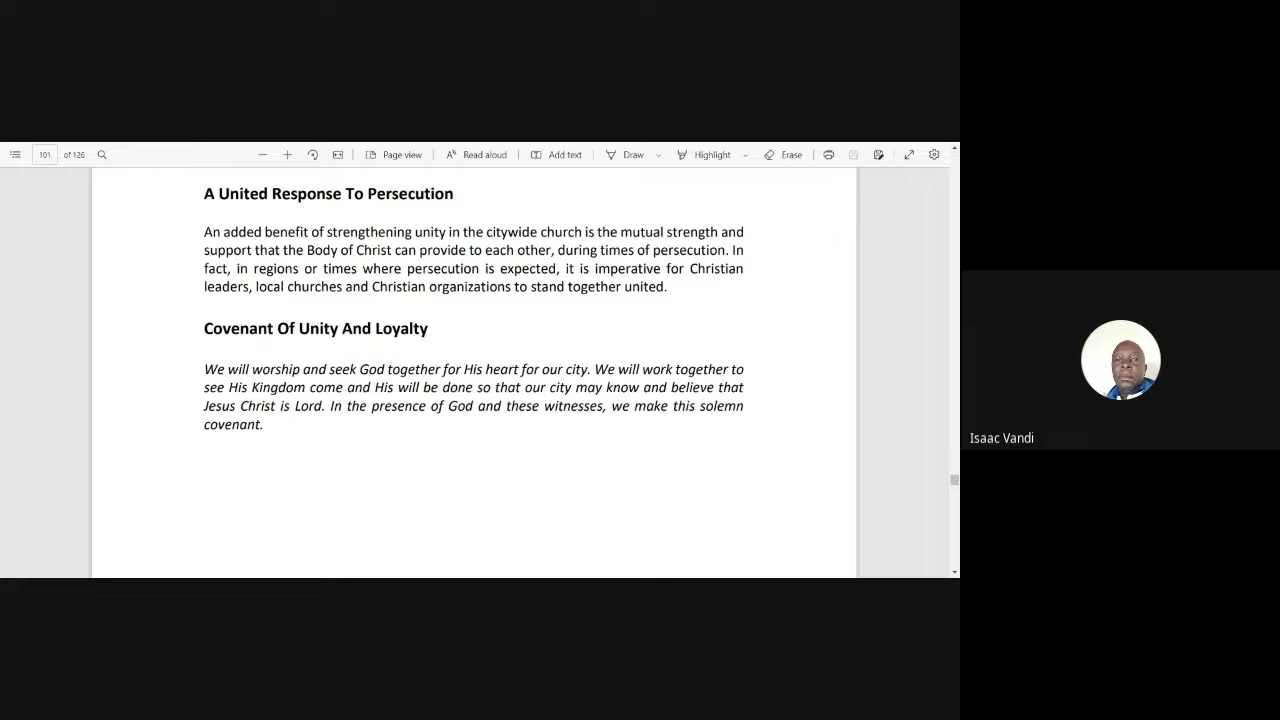 101 of 126 Page view Read aloud Add text Draw Highlight Erase
A United Response To Persecution
An added benefit of strengthening unity in the citywide church is the mutual strength and
support that the Body of Christ can provide to each other, during times of persecution. In
fact, in regions or times where persecution is expected, it is imperative for Christian
leaders, local churches and Christian organizations to stand together united.
Covenant Of Unity And Loyalty
We will worship and seek God together for His heart for our city. We will work together to
see His Kingdom come and His will be done so that our city may know and believe that
Jesus Christ is Lord. In the presence of God and these witnesses, we make this solemn
covenant.
Isaac Vandi